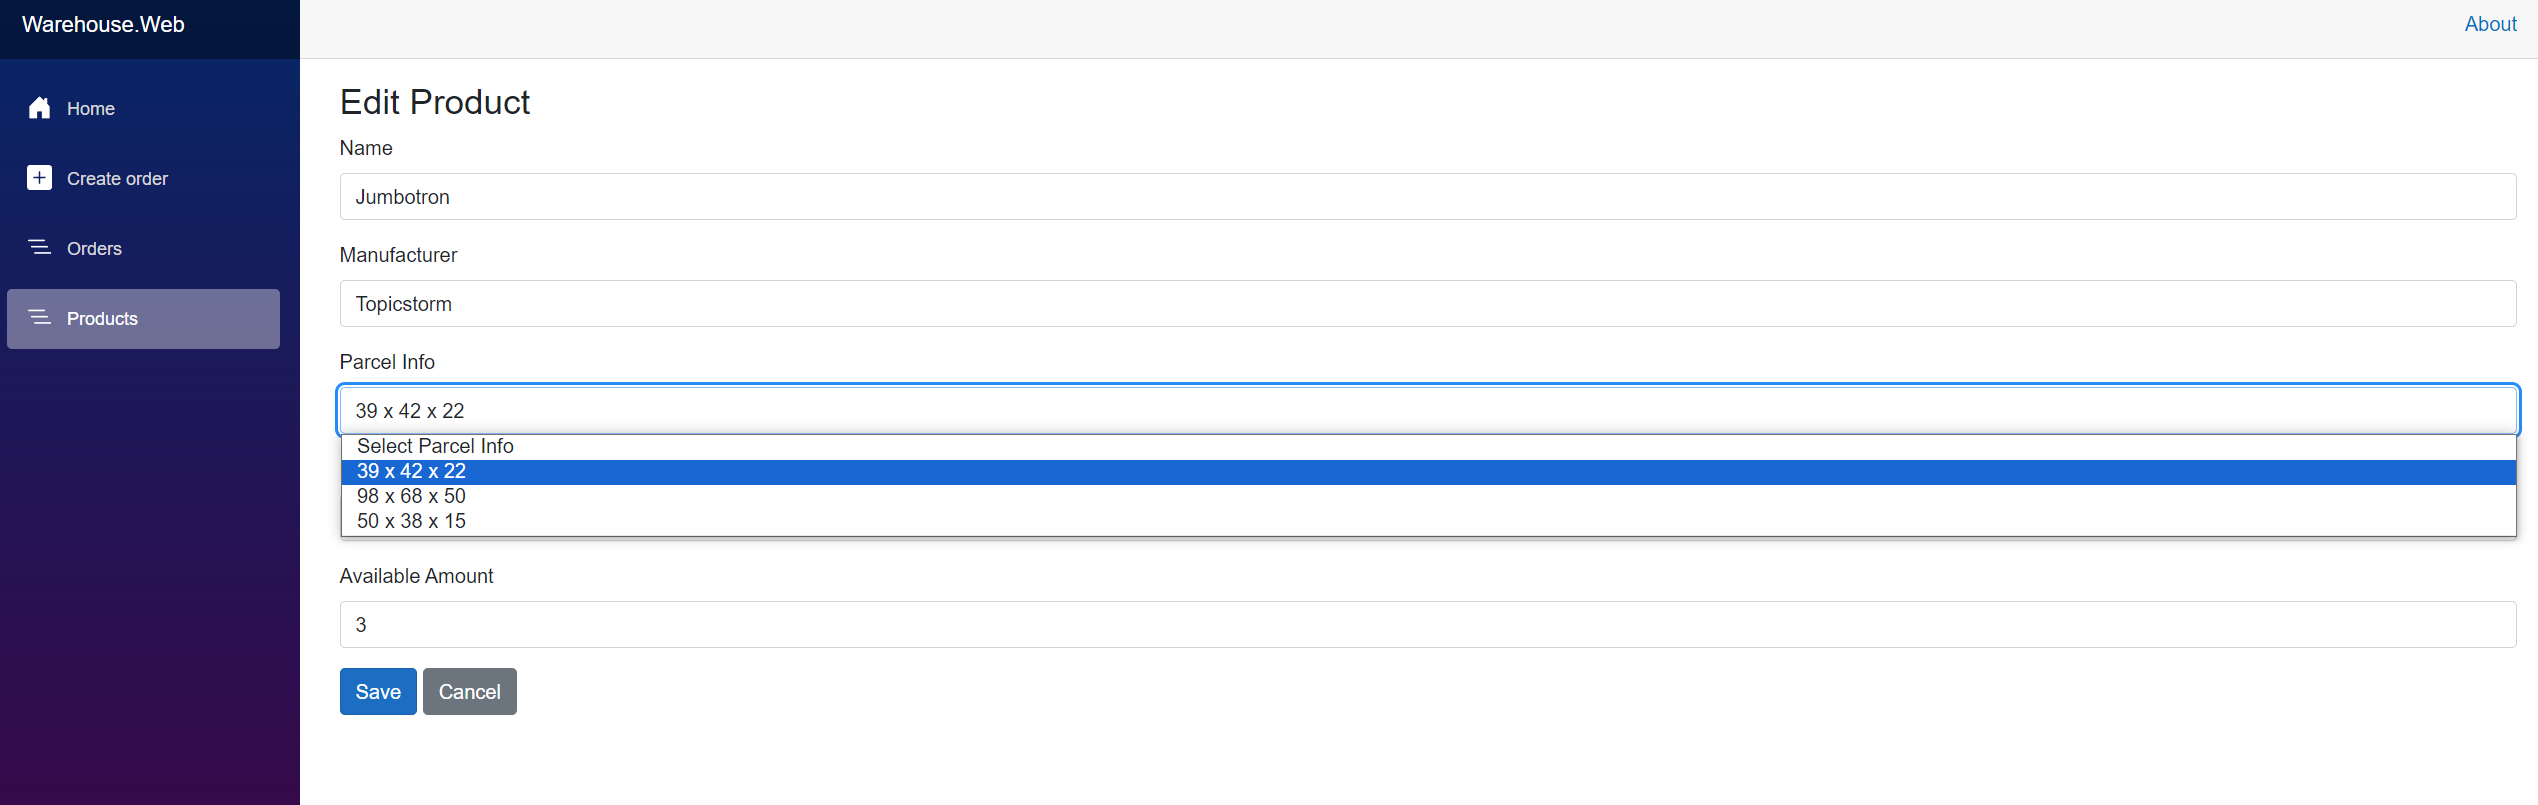 Warehouse.Web
About
Home
Create order
Orders
Products
Edit Product
Name
Jumbotron
Manufacturer
Topicstorm
Parcel Info
39 x 42 x 22
Select Parcel Info
39 x 42 x 22
98 x 68 x 50
50 x 38 x 15
Available Amount
3
Save Cancel